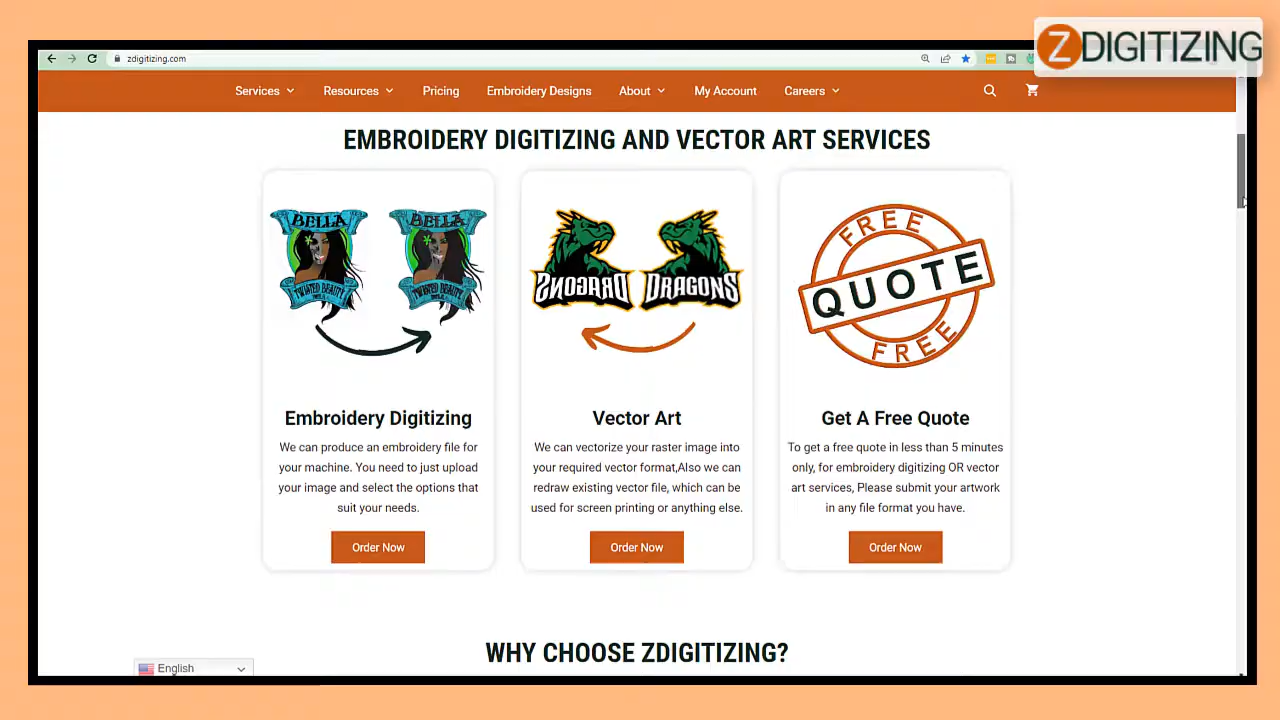 ZDIGITIZING
zdigitizing.com
Services Resources Pricing Embroidery Designs About My Account Careers
EMBROIDERY DIGITIZING AND VECTOR ART SERVICES
BELLA BELLA
TWISTED BEAUTY TWISTED BEAUTY
DRAGONS DRAGONS
FREE
QUOTE
FREE
Embroidery Digitizing
We can produce an embroidery file for
your machine. You need to just upload
your image and select the options that
suit your needs.
Order Now
Vector Art
We can vectorize your raster image into
your required vector format,Also we can
redraw existing vector file, which can be
used for screen printing or anything else.
Order Now
Get A Free Quote
To get a free quote in less than 5 minutes
only, for embroidery digitizing OR vector
art services, Please submit your artwork
in any file format you have.
Order Now
WHY CHOOSE ZDIGITIZING?
English